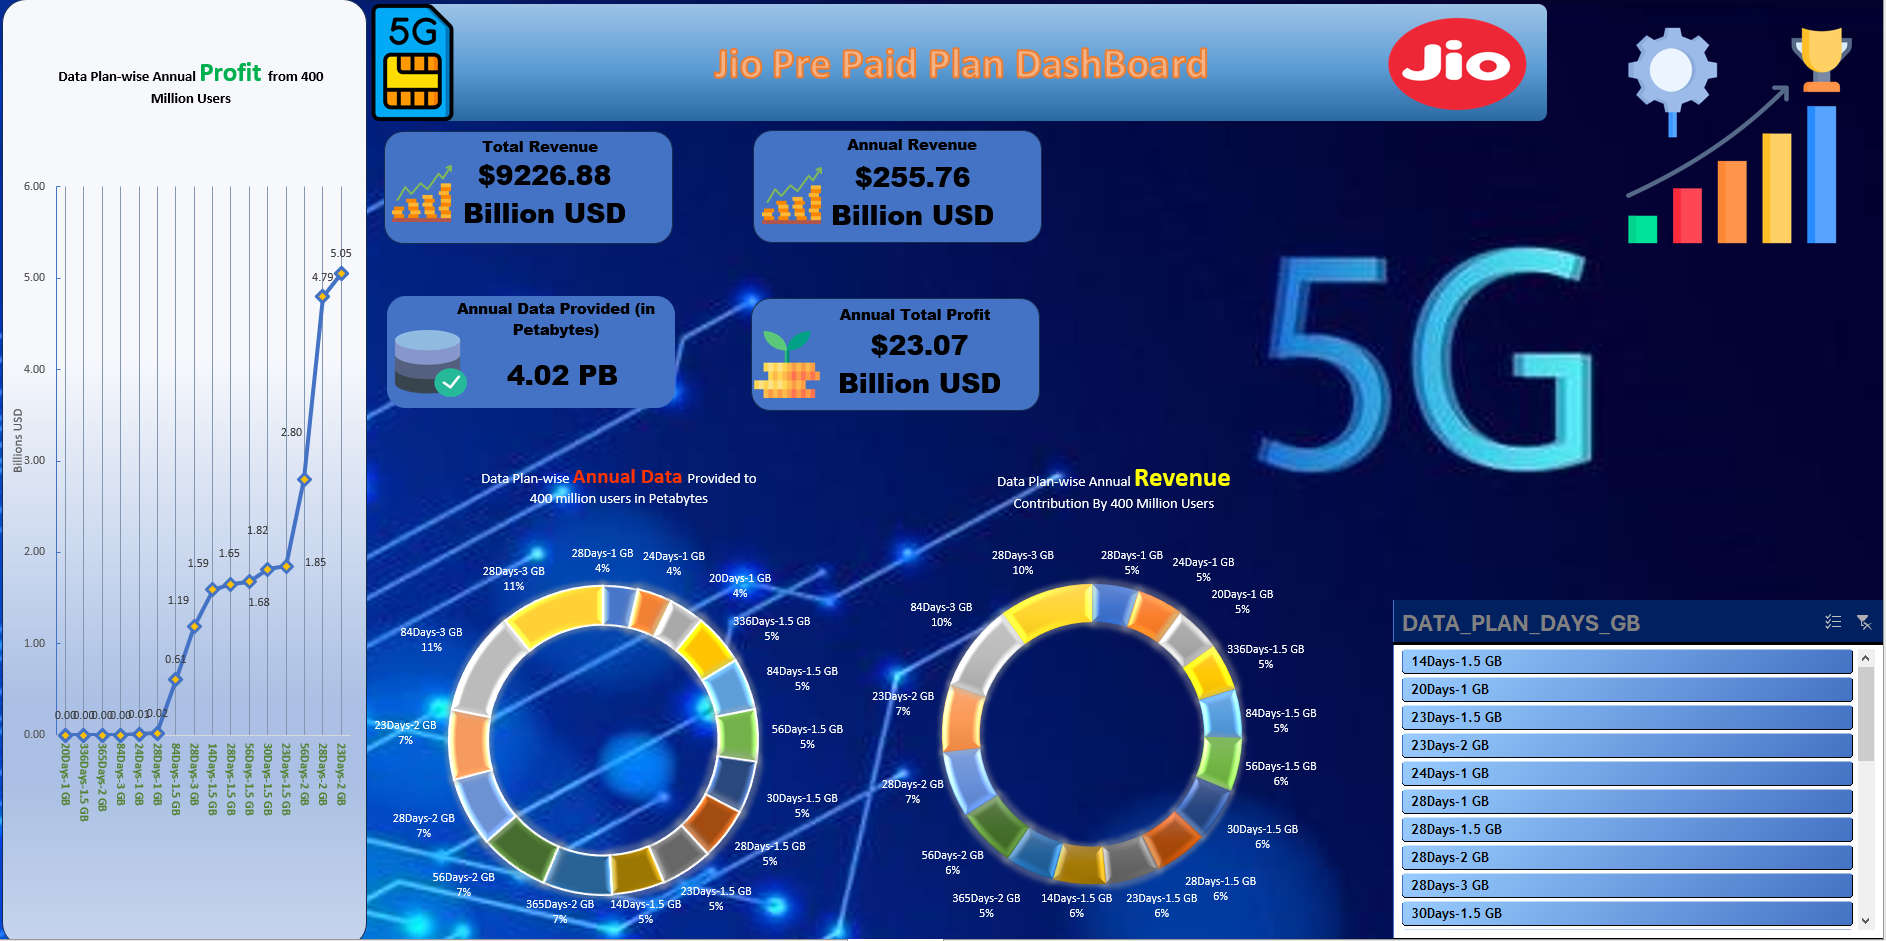 Data Plan-wise Annual Profit from 400
Million Users
6.00
5.00
4.00
3.00
2.00
1.00
0.00
Billions USD
0.00
0.00
0.00
0.00
0.01
0.02
0.61
1.19
1.59
1.65
1.68
1.82
1.85
2.80
4.79
5.05
20Days-1 GB
336Days-1.5 GB
365Days-2 GB
84Days-3 GB
24Days-1 GB
28Days-1 GB
84Days-1.5 GB
28Days-3 GB
14Days-1.5 GB
28Days-1.5 GB
56Days-1.5 GB
30Days-1.5 GB
23Days-1.5 GB
56Days-2 GB
28Days-2 GB
23Days-2 GB
5G
Jio Pre Paid Plan DashBoard
Jio
Total Revenue
$9226.88
Billion USD
Annual Revenue
$255.76
Billion USD
Annual Data Provided (in
Petabytes)
4.02 PB
Annual Total Profit
$23.07
Billion USD
5G
Data Plan-wise Annual Data Provided to
400 million users in Petabytes
28Days-1 GB
4%
24Days-1 GB
4%
20Days-1 GB
4%
336Days-1.5 GB
5%
84Days-1.5 GB
5%
56Days-1.5 GB
5%
30Days-1.5 GB
5%
28Days-1.5 GB
5%
23Days-1.5 GB
5%
14Days-1.5 GB
5%
365Days-2 GB
7%
56Days-2 GB
7%
28Days-2 GB
7%
23Days-2 GB
7%
84Days-3 GB
11%
28Days-3 GB
11%
Data Plan-wise Annual Revenue
Contribution By 400 Million Users
28Days-1 GB
5%
24Days-1 GB
5%
20Days-1 GB
5%
336Days-1.5 GB
5%
84Days-1.5 GB
5%
56Days-1.5 GB
6%
30Days-1.5 GB
6%
28Days-1.5 GB
6%
23Days-1.5 GB
6%
14Days-1.5 GB
6%
365Days-2 GB
5%
56Days-2 GB
6%
28Days-2 GB
7%
23Days-2 GB
7%
84Days-3 GB
10%
28Days-3 GB
10%
DATA_PLAN_DAYS_GB
14Days-1.5 GB
20Days-1 GB
23Days-1.5 GB
23Days-2 GB
24Days-1 GB
28Days-1 GB
28Days-1.5 GB
28Days-2 GB
28Days-3 GB
30Days-1.5 GB